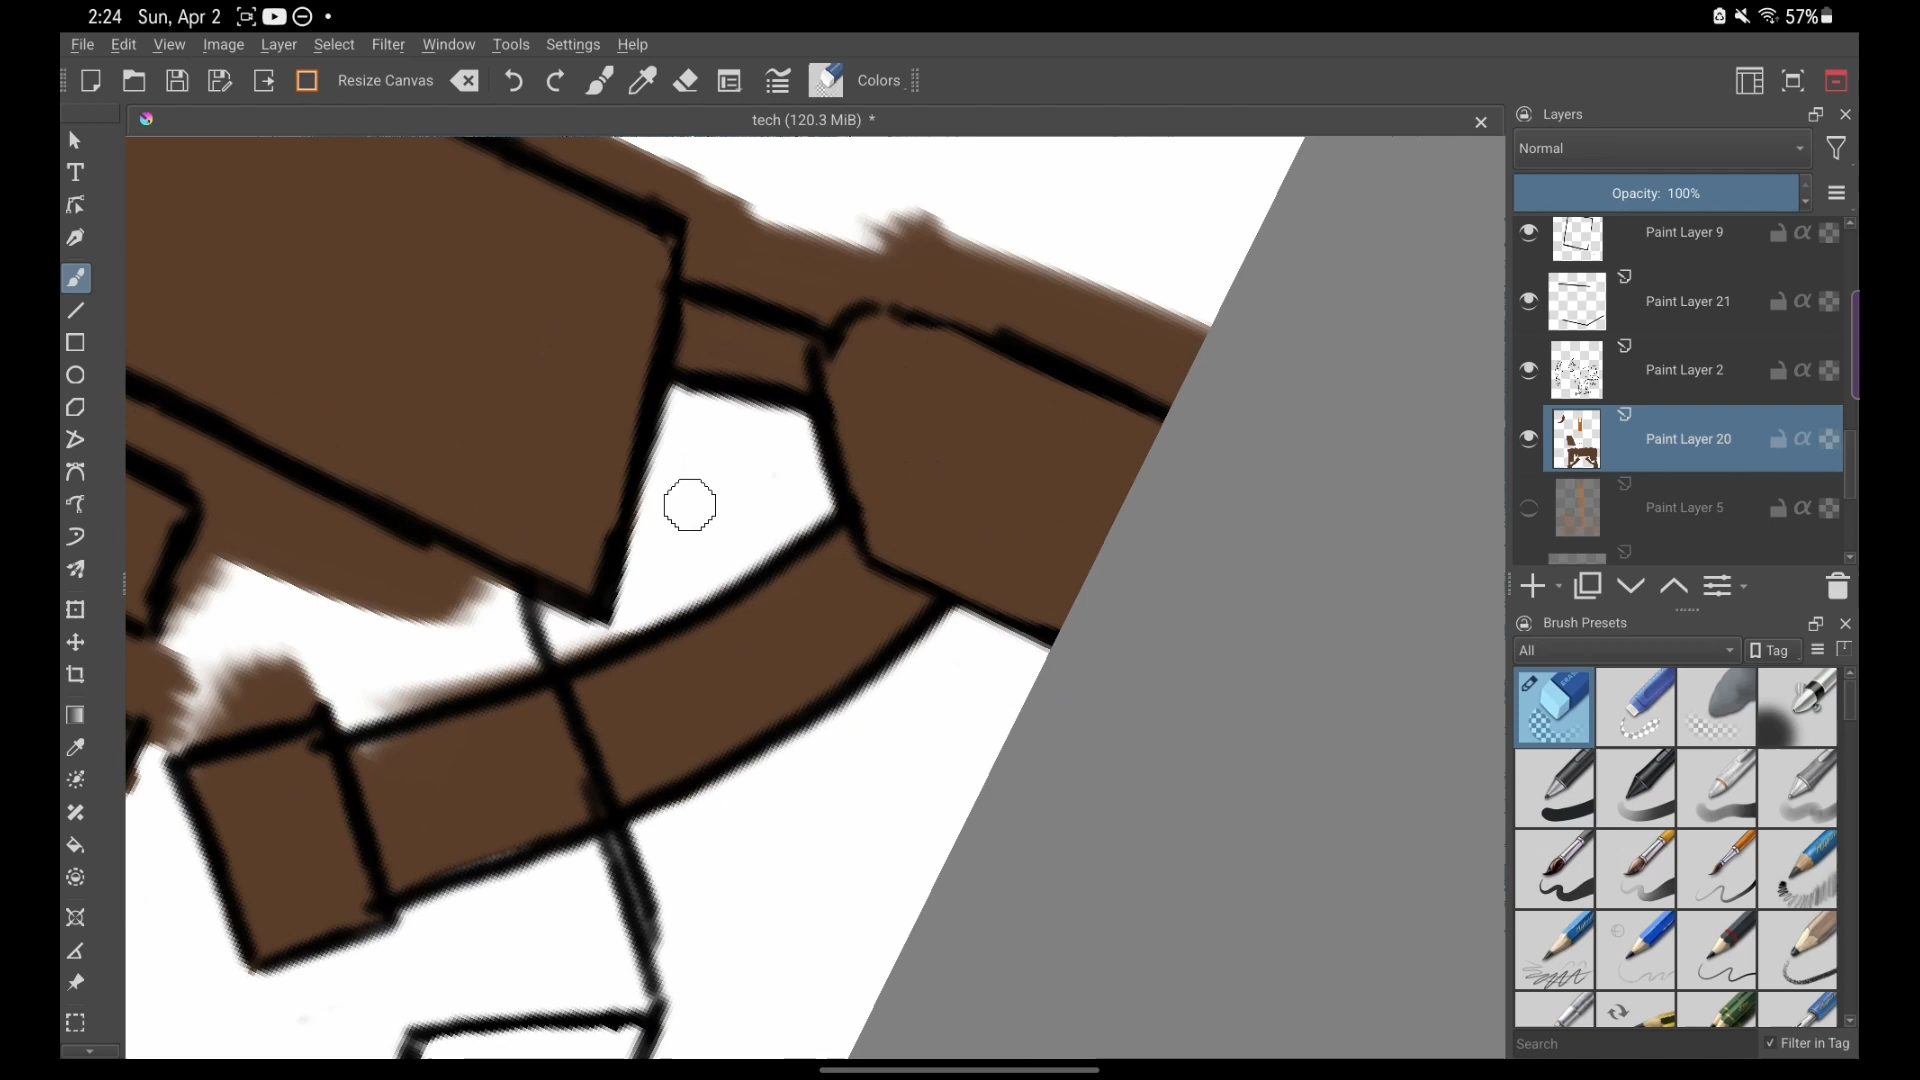 2:24 Sun, Apr 2 57%
File Edit View Image Layer Select Filter Window Tools Settings Help
Resize Canvas Colors
tech (120.3 MiB) *
Layers
Normal
Opacity: 100%
Paint Layer 9
Paint Layer 21
Paint Layer 2
Paint Layer 20
Paint Layer 5
Brush Presets
All Tag
Search Filter in Tag